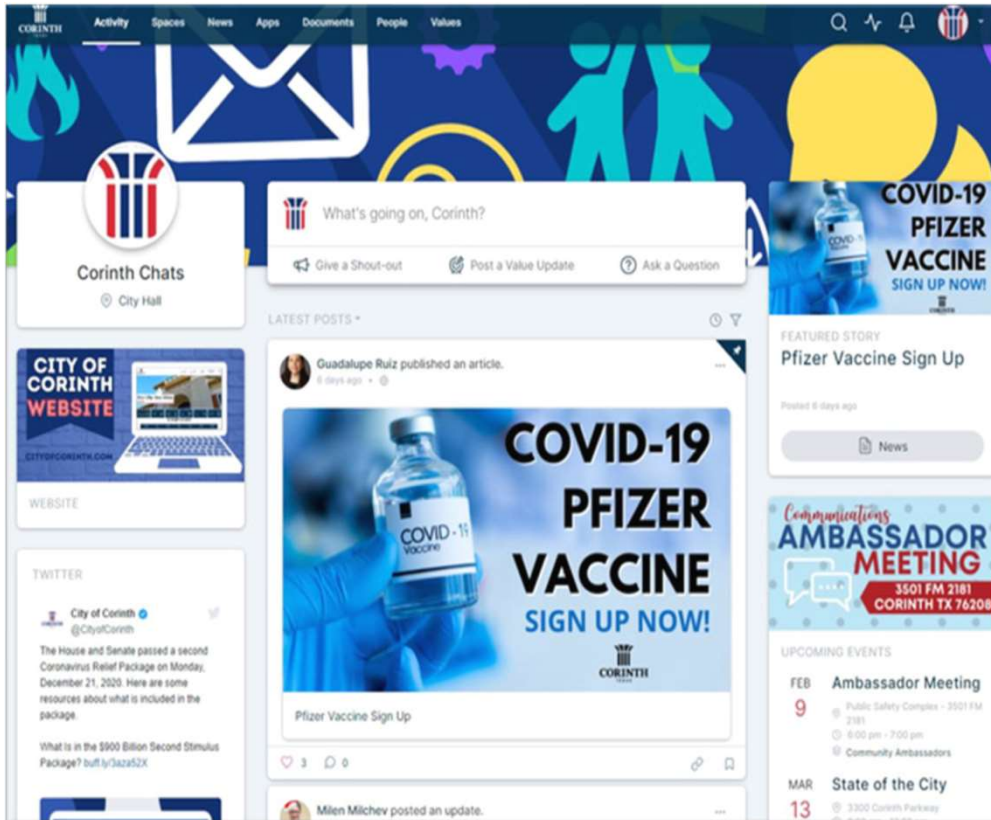 CORINTH
Activity Spaces News Apps Documents People Values
Corinth Chats
City Hall
CITY OF
CORINTH
WEBSITE
CITYOFCORINTH.COM
WEBSITE
TWITTER
City of Corinth
@CityofCorinth
The House and Senate passed a second
Coronavirus Relief Package on Monday,
December 21, 2020. Here are some
resources about what is included in the
package.
What Is in the $900 Billion Second Stimulus
Package? buff.ly/3aza52X
What's going on, Corinth?
Give a Shout-out Post a Value Update Ask a Question
LATEST POSTS
Guadalupe Ruiz published an article.
6 days ago
COVID-19
PFIZER
VACCINE
SIGN UP NOW!
CORINTH
TEXAS
COVID - 19
Vaccine
Pfizer Vaccine Sign Up
3 0
Milen Milchev posted an update.
COVID-19
PFIZER
VACCINE
SIGN UP NOW!
CORINTH
COVID-19
FEATURED STORY
Pfizer Vaccine Sign Up
Posted 6 days ago
News
Communications
AMBASSADOR
MEETING
3501 FM 2181
CORINTH TX 76208
UPCOMING EVENTS
FEB
9
Ambassador Meeting
Public Safety Complex - 3501 FM
2181
6:00 pm - 7:00 pm
Community Ambassadors
MAR
13
State of the City
3300 Corinth Parkway